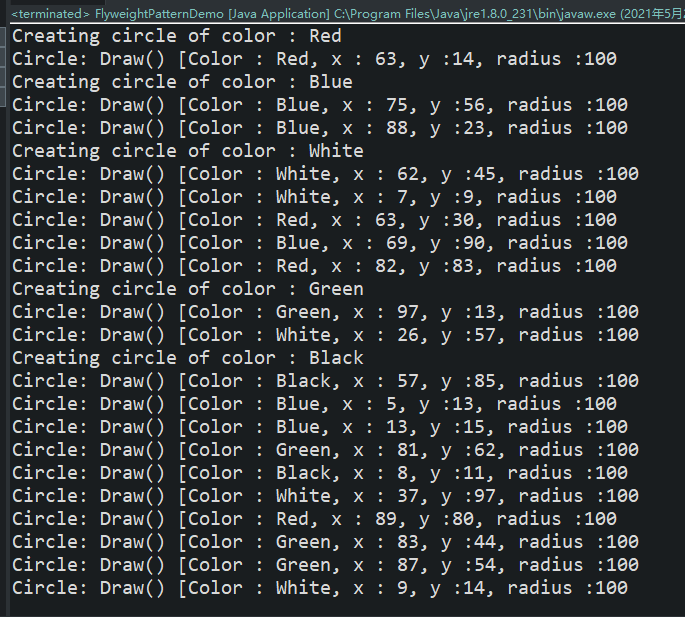 <terminated> FlyweightPatternDemo [Java Application] C:\Program Files\Java\jre1.8.0_231\bin\javaw.exe (2021年5月
Creating circle of color : Red
Circle: Draw() [Color : Red, x : 63, y :14, radius :100
Creating circle of color : Blue
Circle: Draw() [Color : Blue, x : 75, y :56, radius :100
Circle: Draw() [Color : Blue, x : 88, y :23, radius :100
Creating circle of color : White
Circle: Draw() [Color : White, x : 62, y :45, radius :100
Circle: Draw() [Color : White, x : 7, y :9, radius :100
Circle: Draw() [Color : Red, x : 63, y :30, radius :100
Circle: Draw() [Color : Blue, x : 69, y :90, radius :100
Circle: Draw() [Color : Red, x : 82, y :83, radius :100
Creating circle of color : Green
Circle: Draw() [Color : Green, x : 97, y :13, radius :100
Circle: Draw() [Color : White, x : 26, y :57, radius :100
Creating circle of color : Black
Circle: Draw() [Color : Black, x : 57, y :85, radius :100
Circle: Draw() [Color : Blue, x : 5, y :13, radius :100
Circle: Draw() [Color : Blue, x : 13, y :15, radius :100
Circle: Draw() [Color : Green, x : 81, y :62, radius :100
Circle: Draw() [Color : Black, x : 8, y :11, radius :100
Circle: Draw() [Color : White, x : 37, y :97, radius :100
Circle: Draw() [Color : Red, x : 89, y :80, radius :100
Circle: Draw() [Color : Green, x : 83, y :44, radius :100
Circle: Draw() [Color : Green, x : 87, y :54, radius :100
Circle: Draw() [Color : White, x : 9, y :14, radius :100